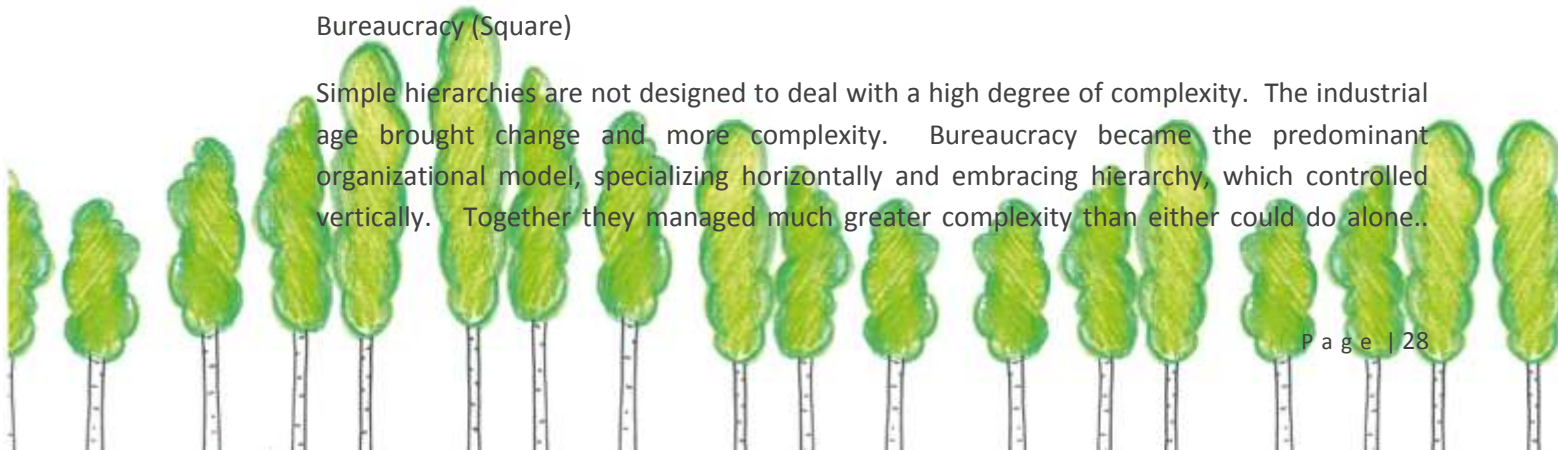 Bureaucracy (Square)
Simple hierarchies are not designed to deal with a high degree of complexity. The industrial
age brought change and more complexity. Bureaucracy became the predominant
organizational model, specializing horizontally and embracing hierarchy, which controlled
vertically. Together they managed much greater complexity than either could do alone..
Page | 28